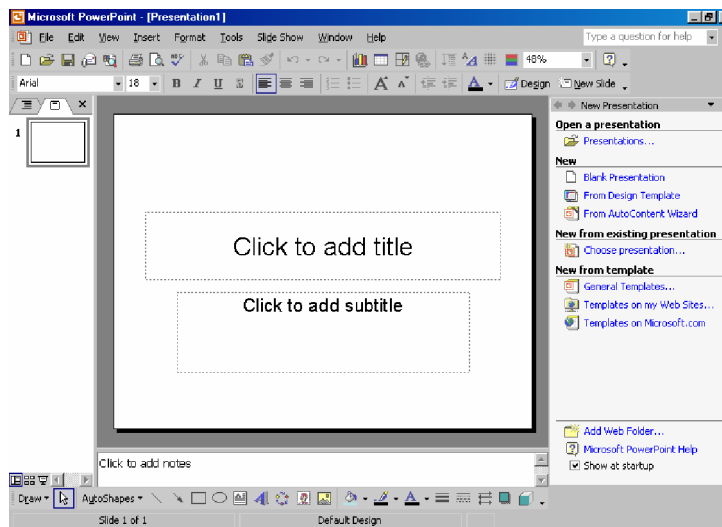 Microsoft PowerPoint - [Presentation1]
File Edit View Insert Format Tools Slide Show Window Help
Type a question for help
48%
Arial
18
B I U S
Design
New Slide
New Presentation
1
Open a presentation
Presentations...
New
Blank Presentation
From Design Template
From AutoContent Wizard
New from existing presentation
Choose presentation...
New from template
General Templates...
Templates on my Web Sites...
Templates on Microsoft.com
Click to add title
Click to add subtitle
Add Web Folder...
Microsoft PowerPoint Help
Show at startup
Click to add notes
Draw AutoShapes
Slide 1 of 1
Default Design